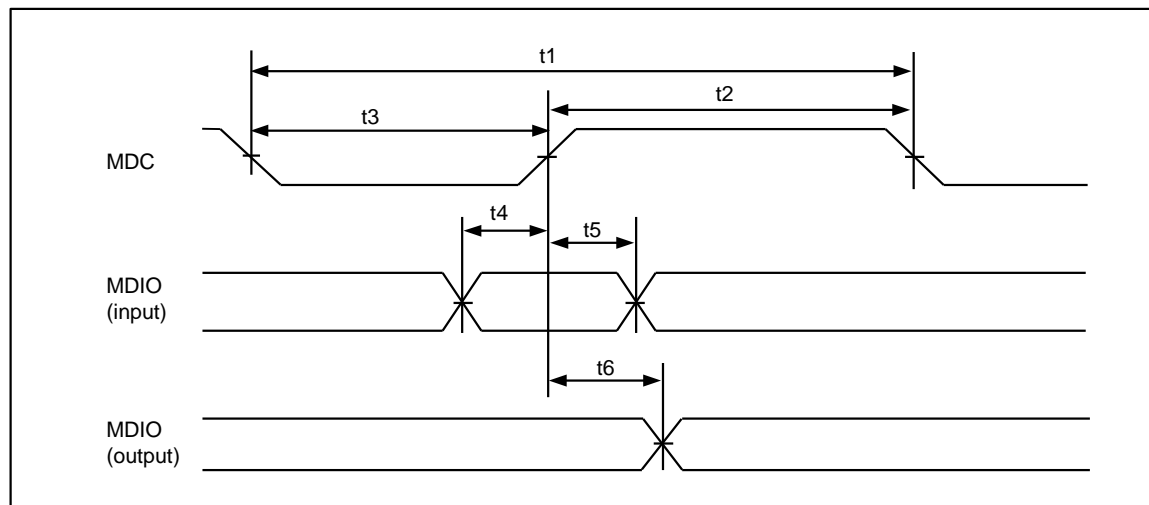 t1
t2
t3
MDC
t4
t5
MDIO
(input)
t6
MDIO
(output)